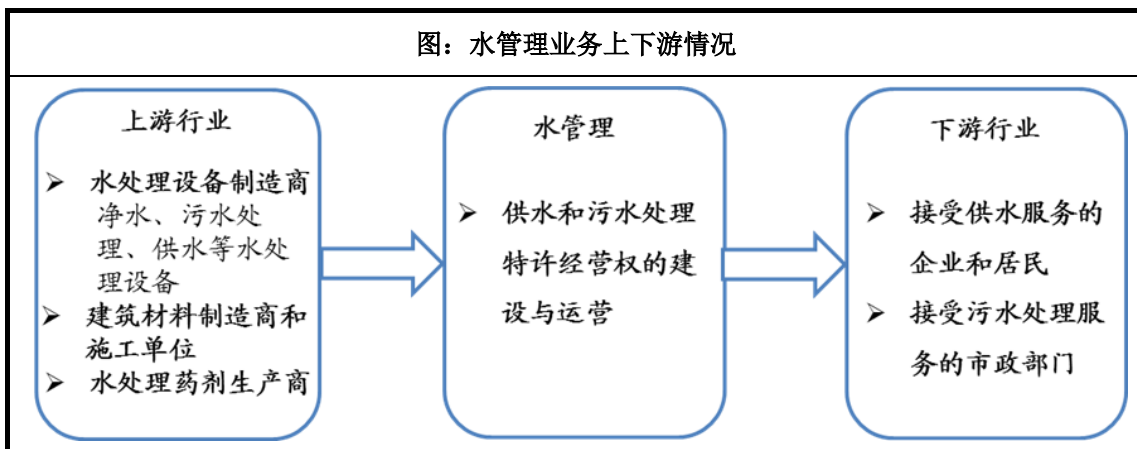 图：水管理业务上下游情况
上游行业
➢ 水处理设备制造商
净水、污水处
理、供水等水处
理设备
➢ 建筑材料制造商和
施工单位
➢ 水处理药剂生产商
水管理
➢ 供水和污水处理
特许经营权的建
设与运营
下游行业
➢ 接受供水服务的
企业和居民
➢ 接受污水处理服
务的市政部门